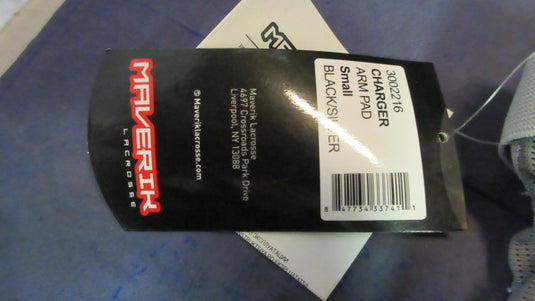 MAVERIK
LACROSSE
Maverik Lacrosse
4697 Crossroads Park Drive
Liverpool, NY 13088
@Maveriklacrosse.com
3002216
CHARGER
ARM PAD
Small
BLACK/SILVER
8 47734 33741 1